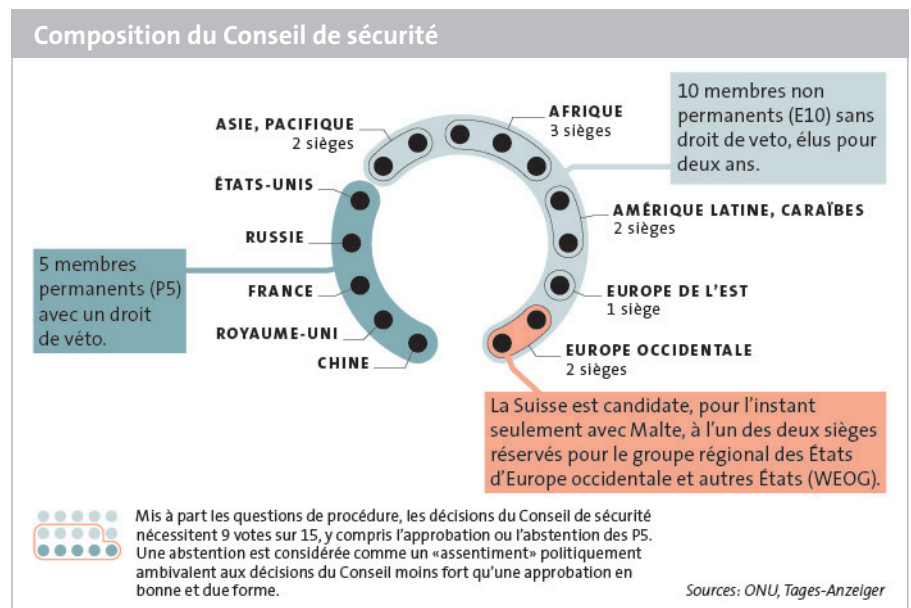 Composition du Conseil de sécurité
ASIE, PACIFIQUE
2 sièges
AFRIQUE
3 sièges
10 membres non
permanents (E10) sans
droit de veto, élus pour
deux ans.
ÉTATS-UNIS
AMÉRIQUE LATINE, CARAÏBES
2 sièges
RUSSIE
5 membres
permanents (P5)
avec un droit
de véto.
FRANCE
EUROPE DE L'EST
1 siège
ROYAUME-UNI
CHINE
EUROPE OCCIDENTALE
2 sièges
La Suisse est candidate, pour l'instant
seulement avec Malte, à l'un des deux sièges
réservés pour le groupe régional des États
d'Europe occidentale et autres États (WEOG).
Mis à part les questions de procédure, les décisions du Conseil de sécurité
nécessitent 9 votes sur 15, y compris l'approbation ou l'abstention des P5.
Une abstention est considérée comme un «assentiment» politiquement
ambivalent aux décisions du Conseil moins fort qu'une approbation en
bonne et due forme.
Sources: ONU, Tages-Anzeiger